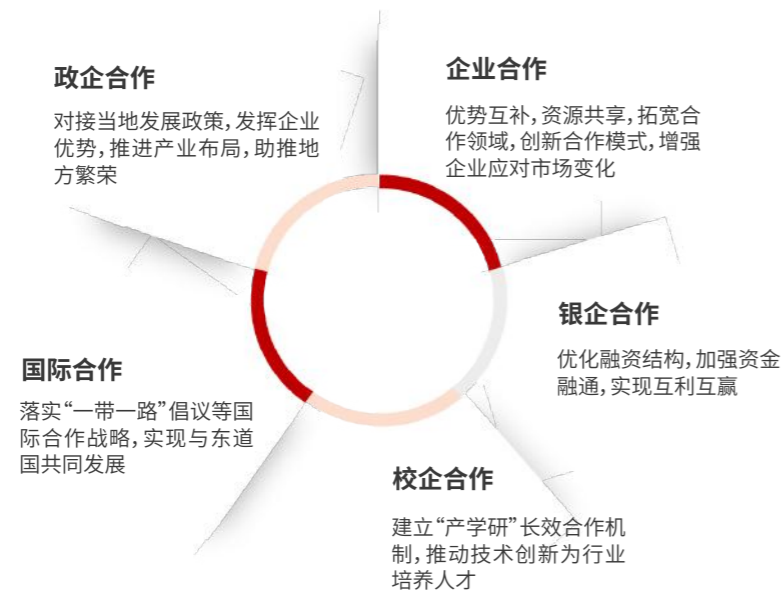 政企合作
对接当地发展政策，发挥企业
优势，推进产业布局，助推地
方繁荣
企业合作
优势互补，资源共享，拓宽合
作领域，创新合作模式，增强
企业应对市场变化
银企合作
优化融资结构，加强资金
融通，实现互利互赢
国际合作
落实“一带一路”倡议等国
际合作战略，实现与东道
国共同发展
校企合作
建立“产学研”长效合作机
制，推动技术创新为行业
培养人才